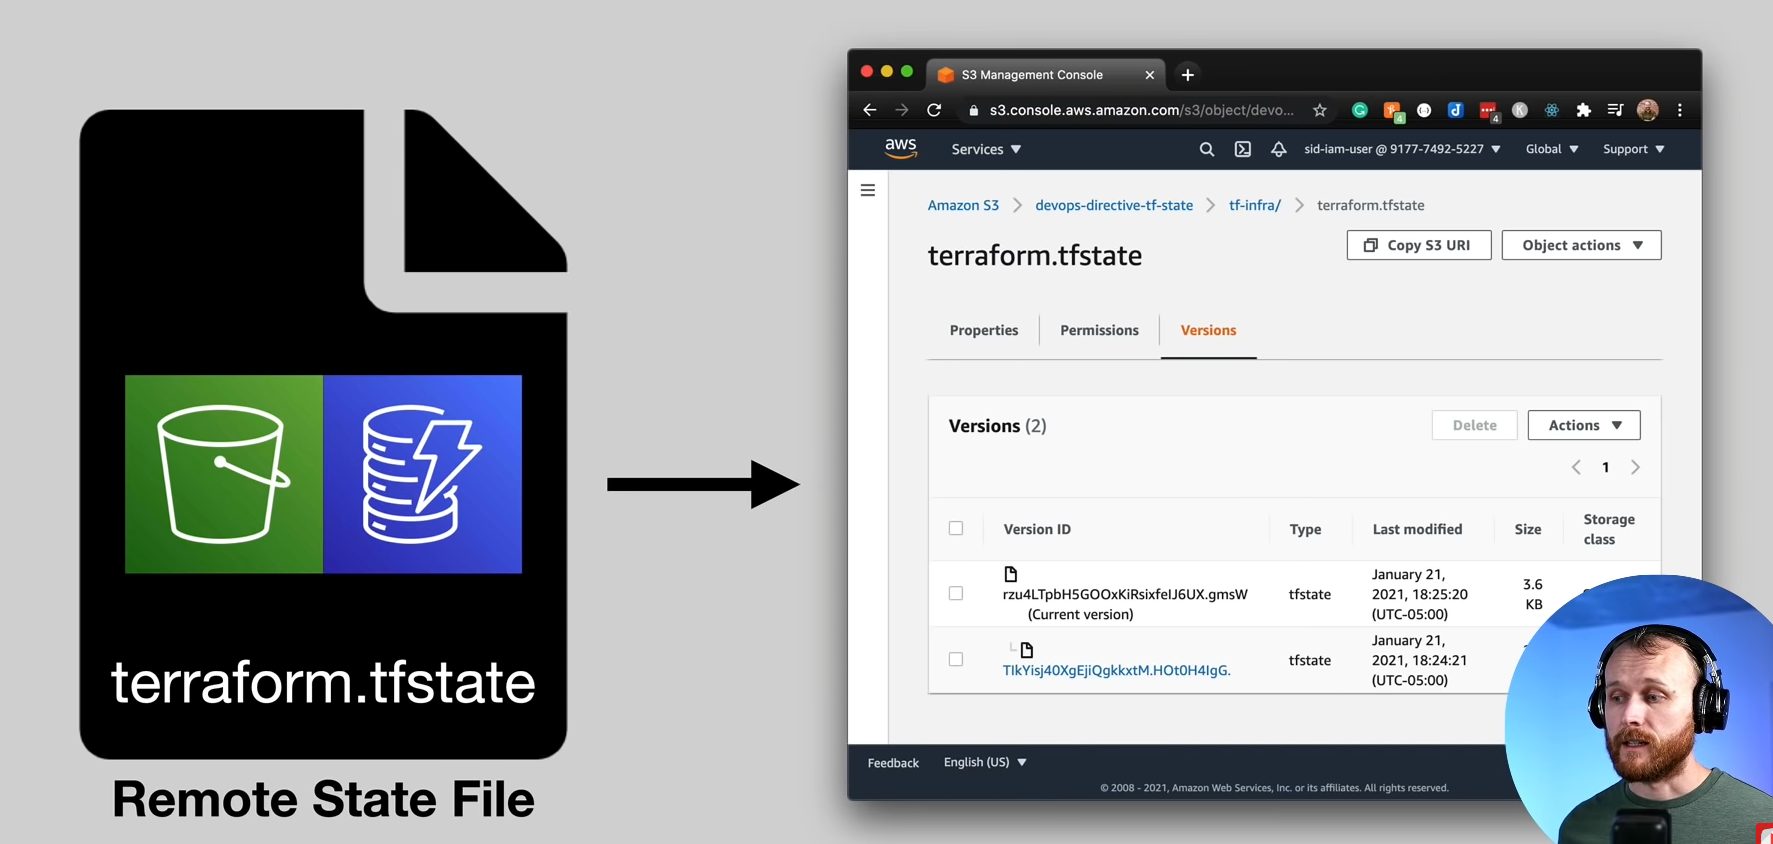 terraform.tfstate
Remote State File
S3 Management Console
s3.console.aws.amazon.com/s3/object/devo...
4
4
K
aws
Services
sid-iam-user @ 9177-7492-5227
Global
Support
Amazon S3
devops-directive-tf-state
tf-infra/
terraform.tfstate
terraform.tfstate
Copy S3 URI
Object actions
Properties
Permissions
Versions
Versions (2)
Delete
Actions
1
Version ID
Type
Last modified
Size
Storage
class
rzu4LTpbH5GOOxKiRsixfeIJ6UX.gmsW
(Current version)
tfstate
January 21,
2021, 18:25:20
(UTC-05:00)
3.6
KB
TIkYisj40XgEjiQgkkxtM.HOt0H4IgG.
tfstate
January 21,
2021, 18:24:21
(UTC-05:00)
Feedback
English (US)
© 2008 - 2021, Amazon Web Services, Inc. or its affiliates. All rights reserved.